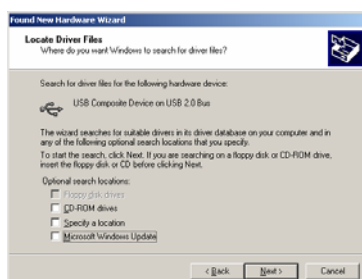 Found New Hardware Wizard
Locate Driver Files
Where do you want Windows to search for driver files?
Search for driver files for the following hardware device:
USB Composite Device on USB 2.0 Bus
The wizard searches for suitable drivers in its driver database on your computer and in
any of the following optional search locations that you specify.
To start the search, click Next. If you are searching on a floppy disk or CD-ROM drive,
insert the floppy disk or CD before clicking Next.
Optional search locations:
Floppy disk drives
CD-ROM drives
Specify a location
Microsoft Windows Update
< Back Next > Cancel